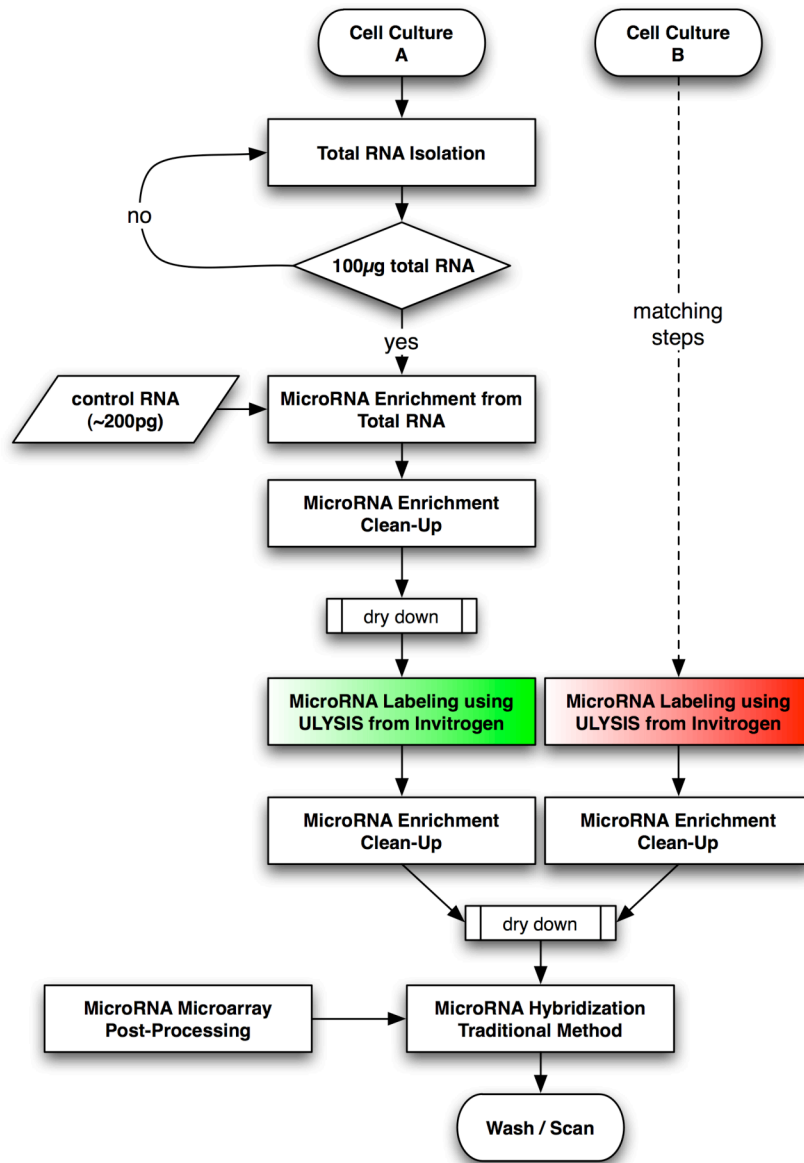 Cell Culture
A
Cell Culture
B
Total RNA Isolation
no
100µg total RNA
matching
steps
yes
control RNA
(~200pg)
MicroRNA Enrichment from
Total RNA
MicroRNA Enrichment
Clean-Up
dry down
MicroRNA Labeling using
ULYSIS from Invitrogen
MicroRNA Labeling using
ULYSIS from Invitrogen
MicroRNA Enrichment
Clean-Up
MicroRNA Enrichment
Clean-Up
dry down
MicroRNA Microarray
Post-Processing
MicroRNA Hybridization
Traditional Method
Wash / Scan